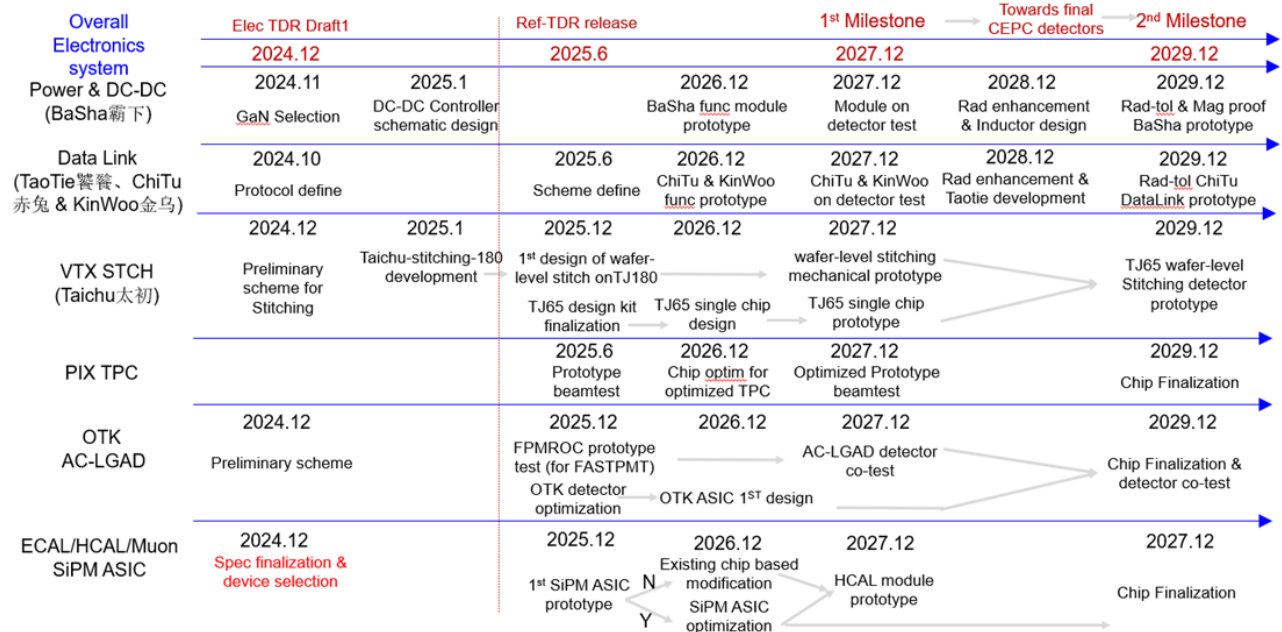 Overall
Electronics
system
Elec TDR Draft1
Ref-TDR release
1st Milestone
Towards final
CEPC detectors
2nd Milestone
2024.12
2025.6
2027.12
2029.12
Power & DC-DC
(BaSha霸下)
2024.11
GaN Selection
2025.1
DC-DC Controller
schematic design
2026.12
BaSha func module
prototype
2027.12
Module on
detector test
2028.12
Rad enhancement
& Inductor design
2029.12
Rad-tol & Mag proof
BaSha prototype
Data Link
(TaoTie饕餮、ChiTu
赤兔 & KinWoo金乌)
2024.10
Protocol define
2025.6
Scheme define
2026.12
ChiTu & KinWoo
func prototype
2027.12
ChiTu & KinWoo
on detector test
2028.12
Rad enhancement &
Taotie development
2029.12
Rad-tol ChiTu
DataLink prototype
VTX STCH
(Taichu太初)
2024.12
Preliminary
scheme for
Stitching
2025.1
Taichu-stitching-180
development
2025.12
1st design of wafer-
level stitch onTJ180
TJ65 design kit
finalization
2026.12
TJ65 single chip
design
2027.12
wafer-level stitching
mechanical prototype
TJ65 single chip
prototype
2029.12
TJ65 wafer-level
Stitching detector
prototype
PIX TPC
2025.6
Prototype
beamtest
2026.12
Chip optim for
optimized TPC
2027.12
Optimized Prototype
beamtest
2029.12
Chip Finalization
OTK
AC-LGAD
2024.12
Preliminary scheme
2025.12
FPMROC prototype
test (for FASTPMT)
OTK detector
optimization
2026.12
OTK ASIC 1ST design
2027.12
AC-LGAD detector
co-test
2029.12
Chip Finalization &
detector co-test
ECAL/HCAL/Muon
SiPM ASIC
2024.12
Spec finalization &
device selection
2025.12
1st SiPM ASIC
prototype
N
Y
2026.12
Existing chip based
modification
SiPM ASIC
optimization
2027.12
HCAL module
prototype
2027.12
Chip Finalization